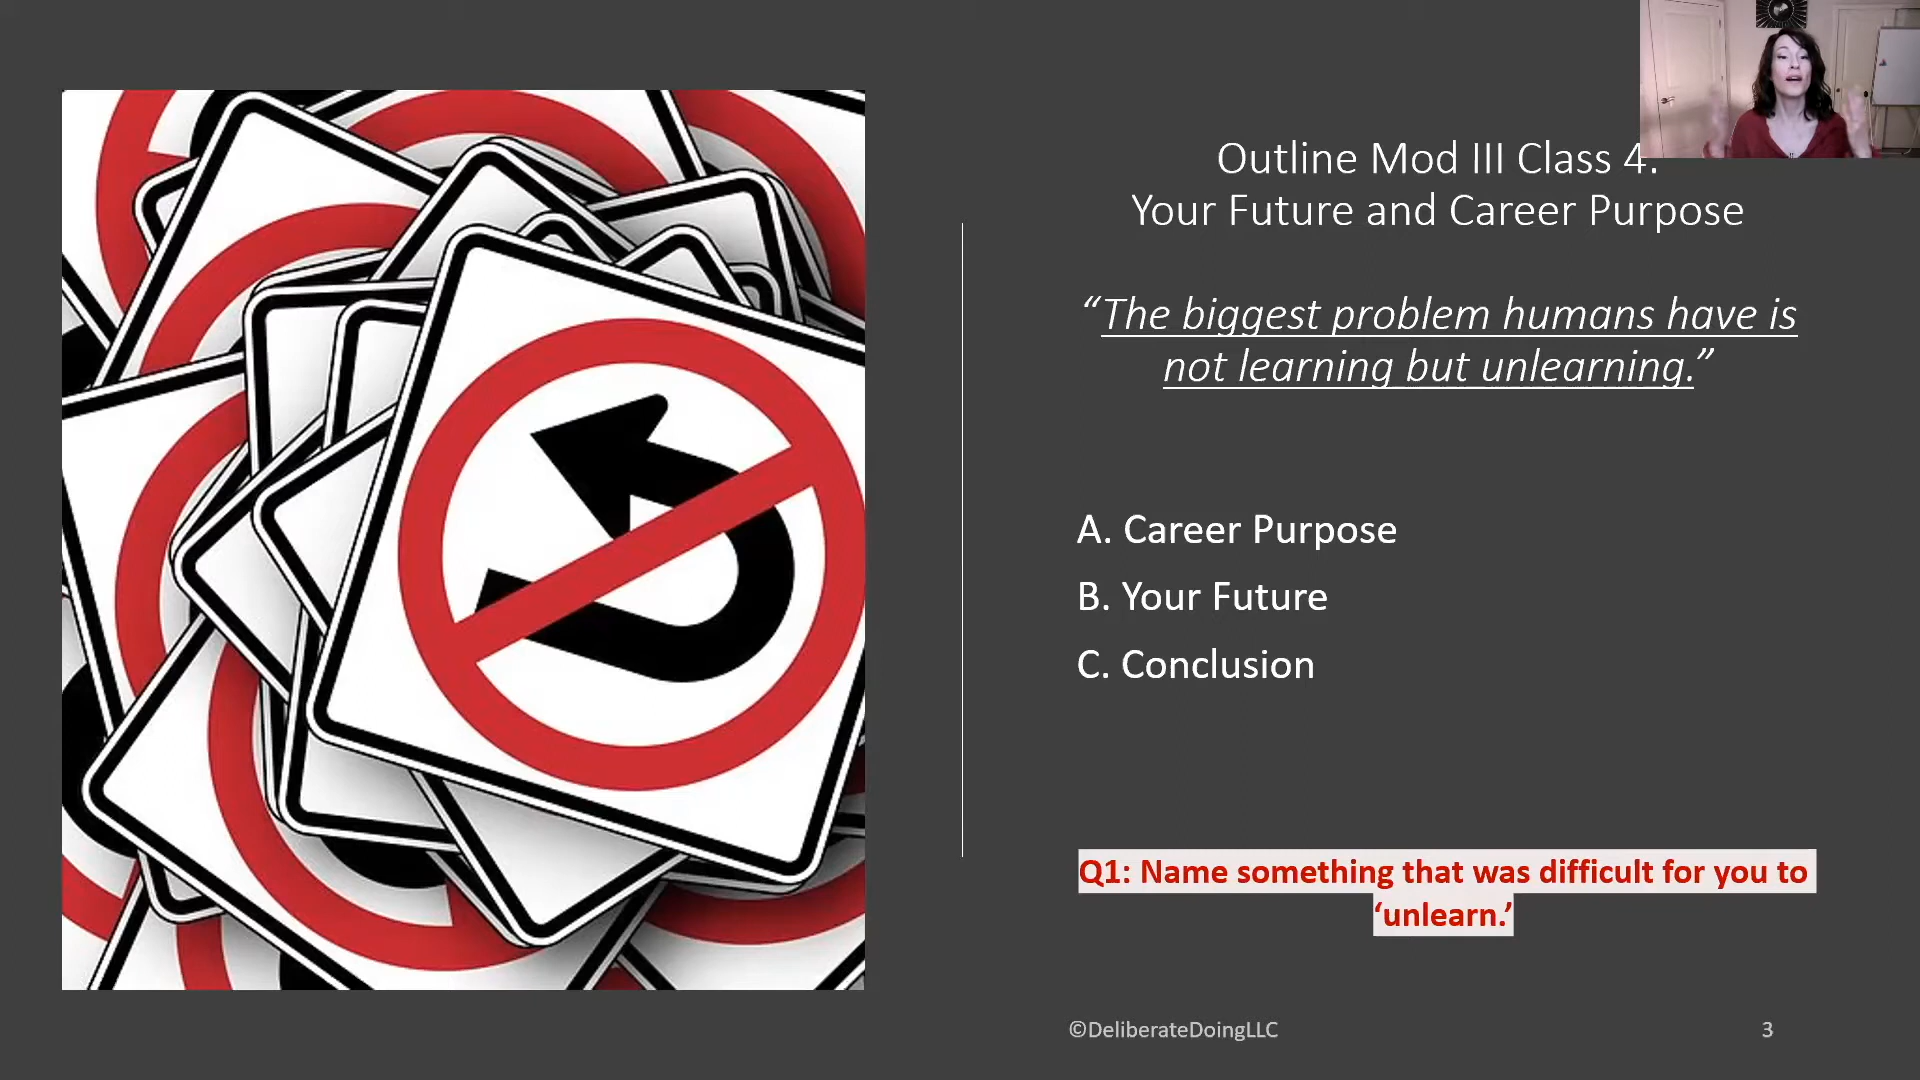 Outline Mod III Class 4:
Your Future and Career Purpose
“The biggest problem humans have is
not learning but unlearning.”
A. Career Purpose
B. Your Future
C. Conclusion
Q1: Name something that was difficult for you to
‘unlearn.’
©DeliberateDoingLLC
3